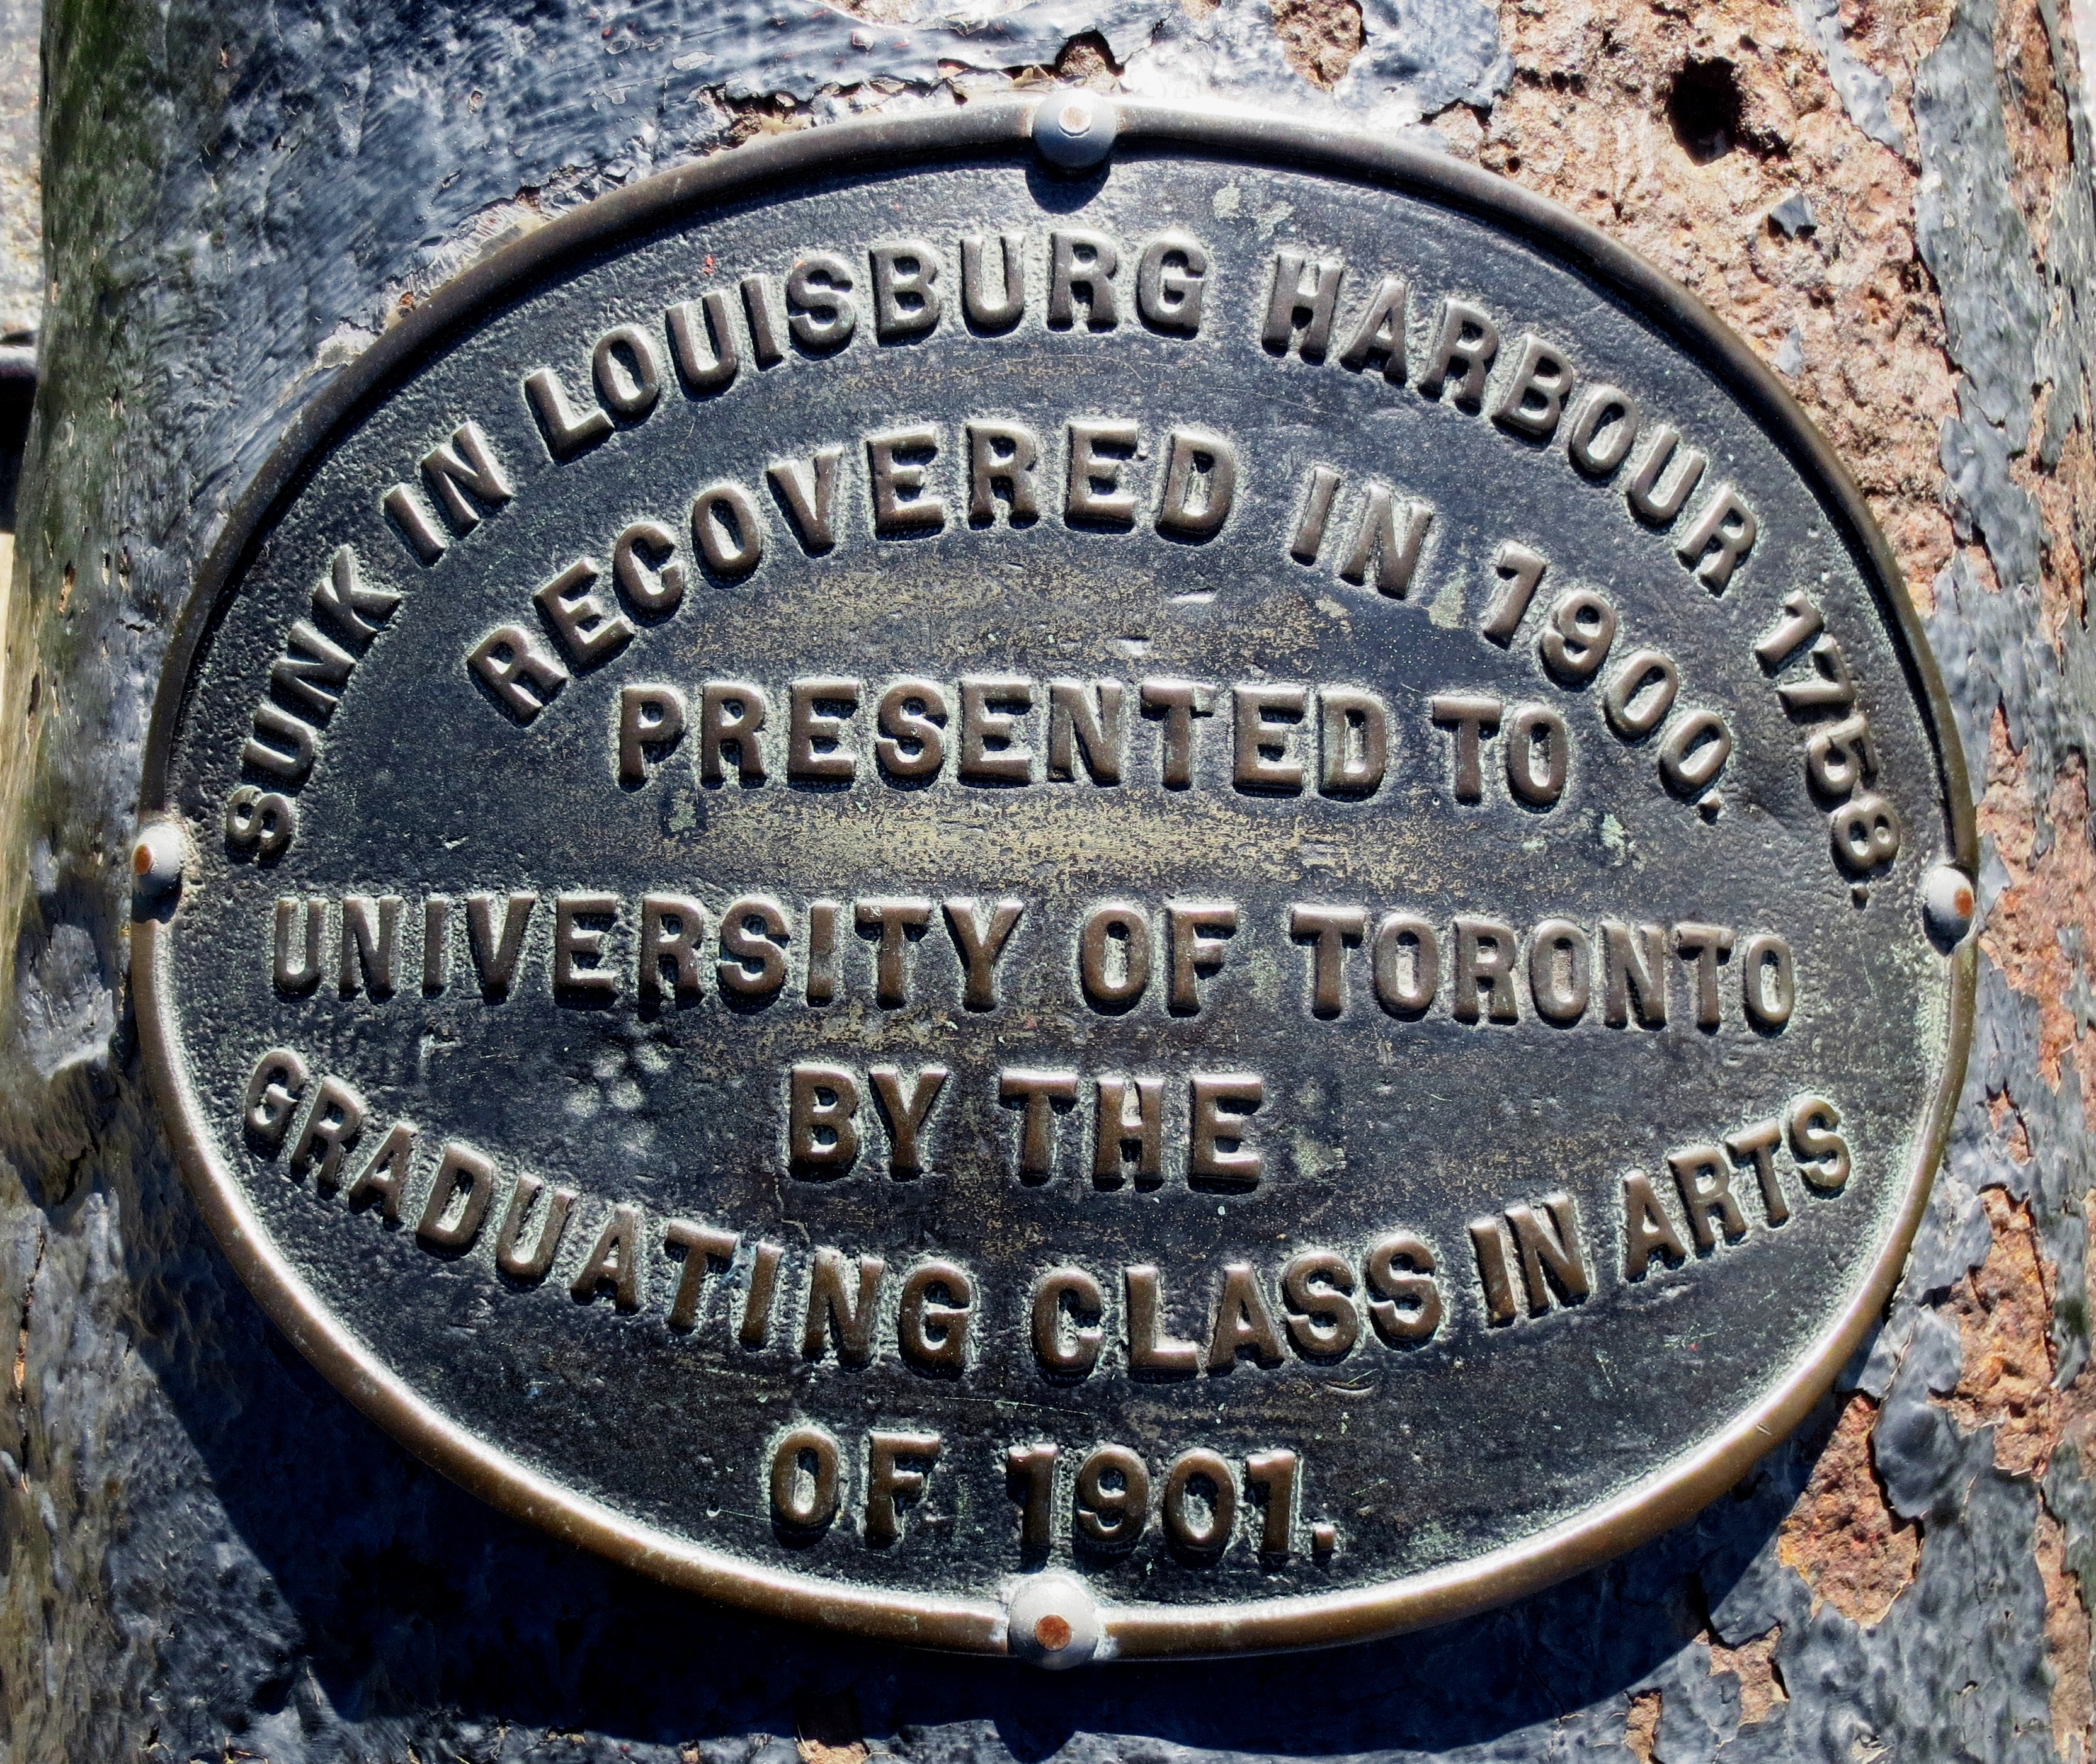 SUNK IN LOUISBURG HARBOUR 1758.
RECOVERED IN 1900.
PRESENTED TO
UNIVERSITY OF TORONTO
BY THE
GRADUATING CLASS IN ARTS
OF 1901.